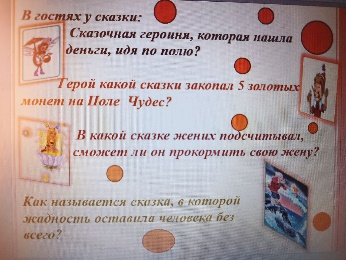 В гостях у сказки:
Сказочная героиня, которая нашла
деньги, идя по полю?
Герой какой сказки закопал 5 золотых
монет на Поле Чудес?
В какой сказке жених подсчитывал,
сможет ли он прокормить свою жену?
Как называется сказка, в которой
жадность оставила человека без
всего?